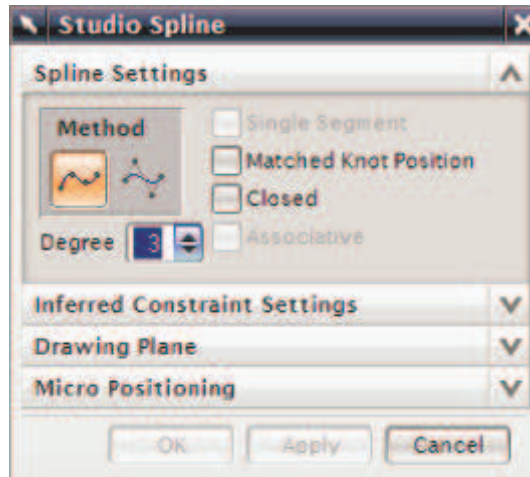 Studio Spline
Spline Settings
Method
Single Segment
Matched Knot Position
Closed
Degree 3
Associative
Inferred Constraint Settings
Drawing Plane
Micro Positioning
OK Apply Cancel